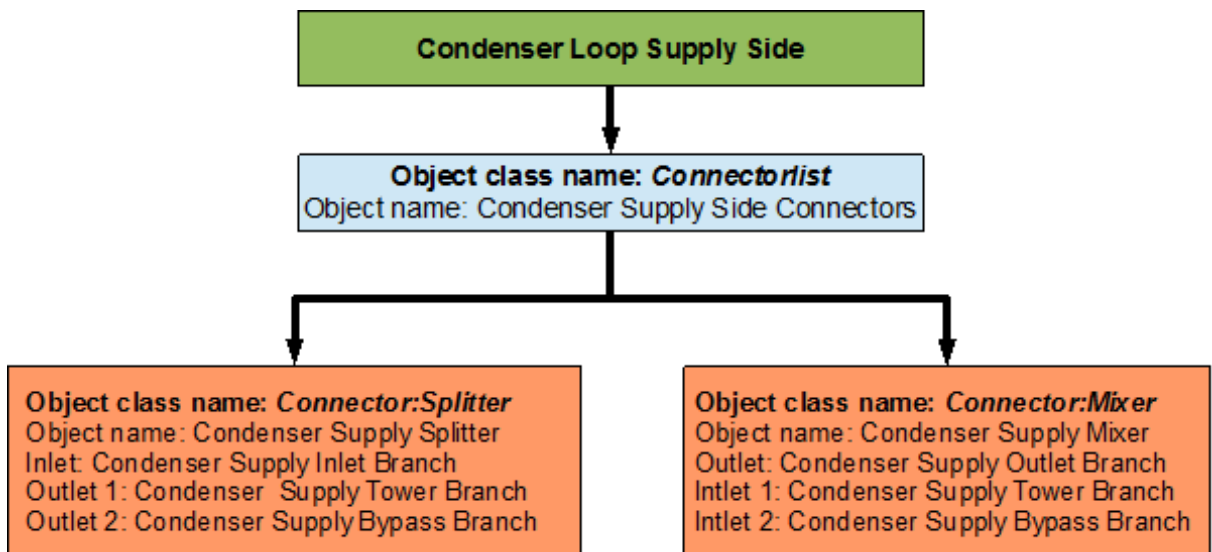 Condenser Loop Supply Side
Object class name: Connectorlist
Object name: Condenser Supply Side Connectors
Object class name: Connector:Splitter
Object name: Condenser Supply Splitter
Inlet: Condenser Supply Inlet Branch
Outlet 1: Condenser Supply Tower Branch
Outlet 2: Condenser Supply Bypass Branch
Object class name: Connector:Mixer
Object name: Condenser Supply Mixer
Outlet: Condenser Supply Outlet Branch
Intlet 1: Condenser Supply Tower Branch
Intlet 2: Condenser Supply Bypass Branch